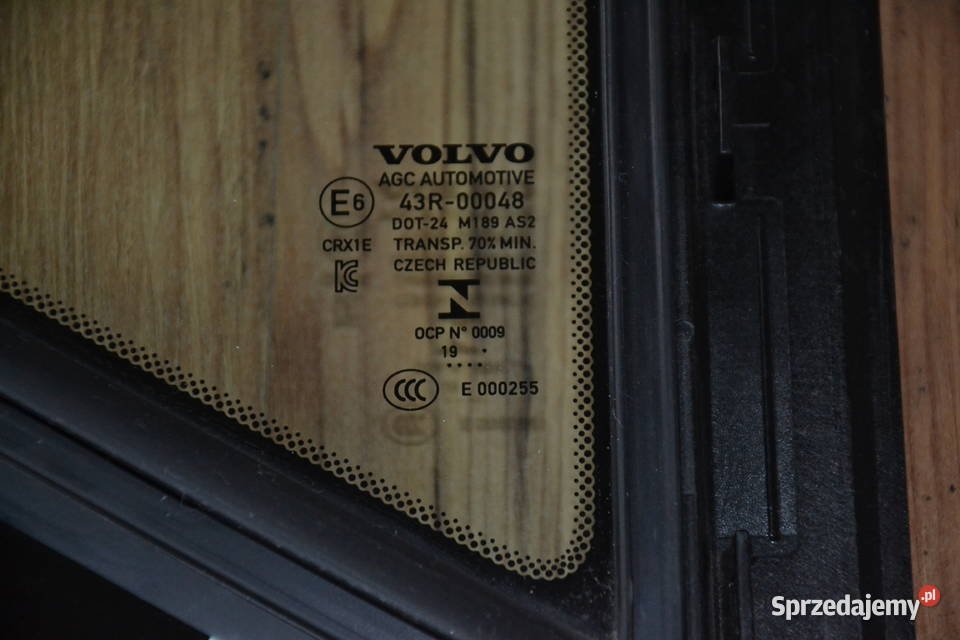 VOLVO
AGC AUTOMOTIVE
E6 43R-00048
DOT-24 M189 AS2
CRX1E TRANSP. 70% MIN.
CZECH REPUBLIC
KC
N
OCP N° 0009
19 .
.....
CCC E 000255
Sprzedajemy.pl